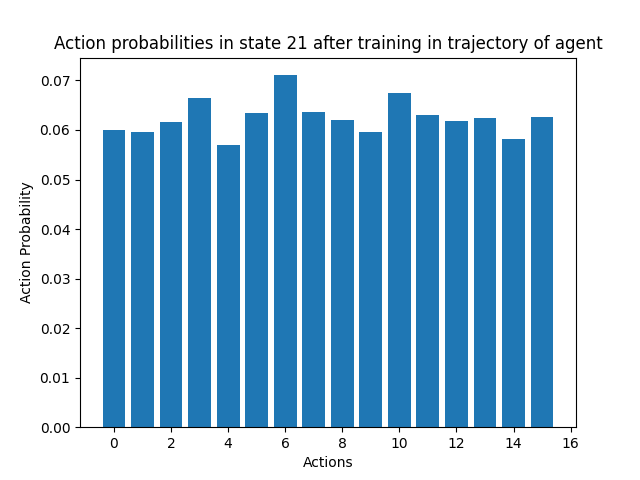 Action probabilities in state 21 after training in trajectory of agent
0.07
0.06
0.05
0.04
0.03
0.02
0.01
0.00
Action Probability
0 2 4 6 8 10 12 14 16
Actions